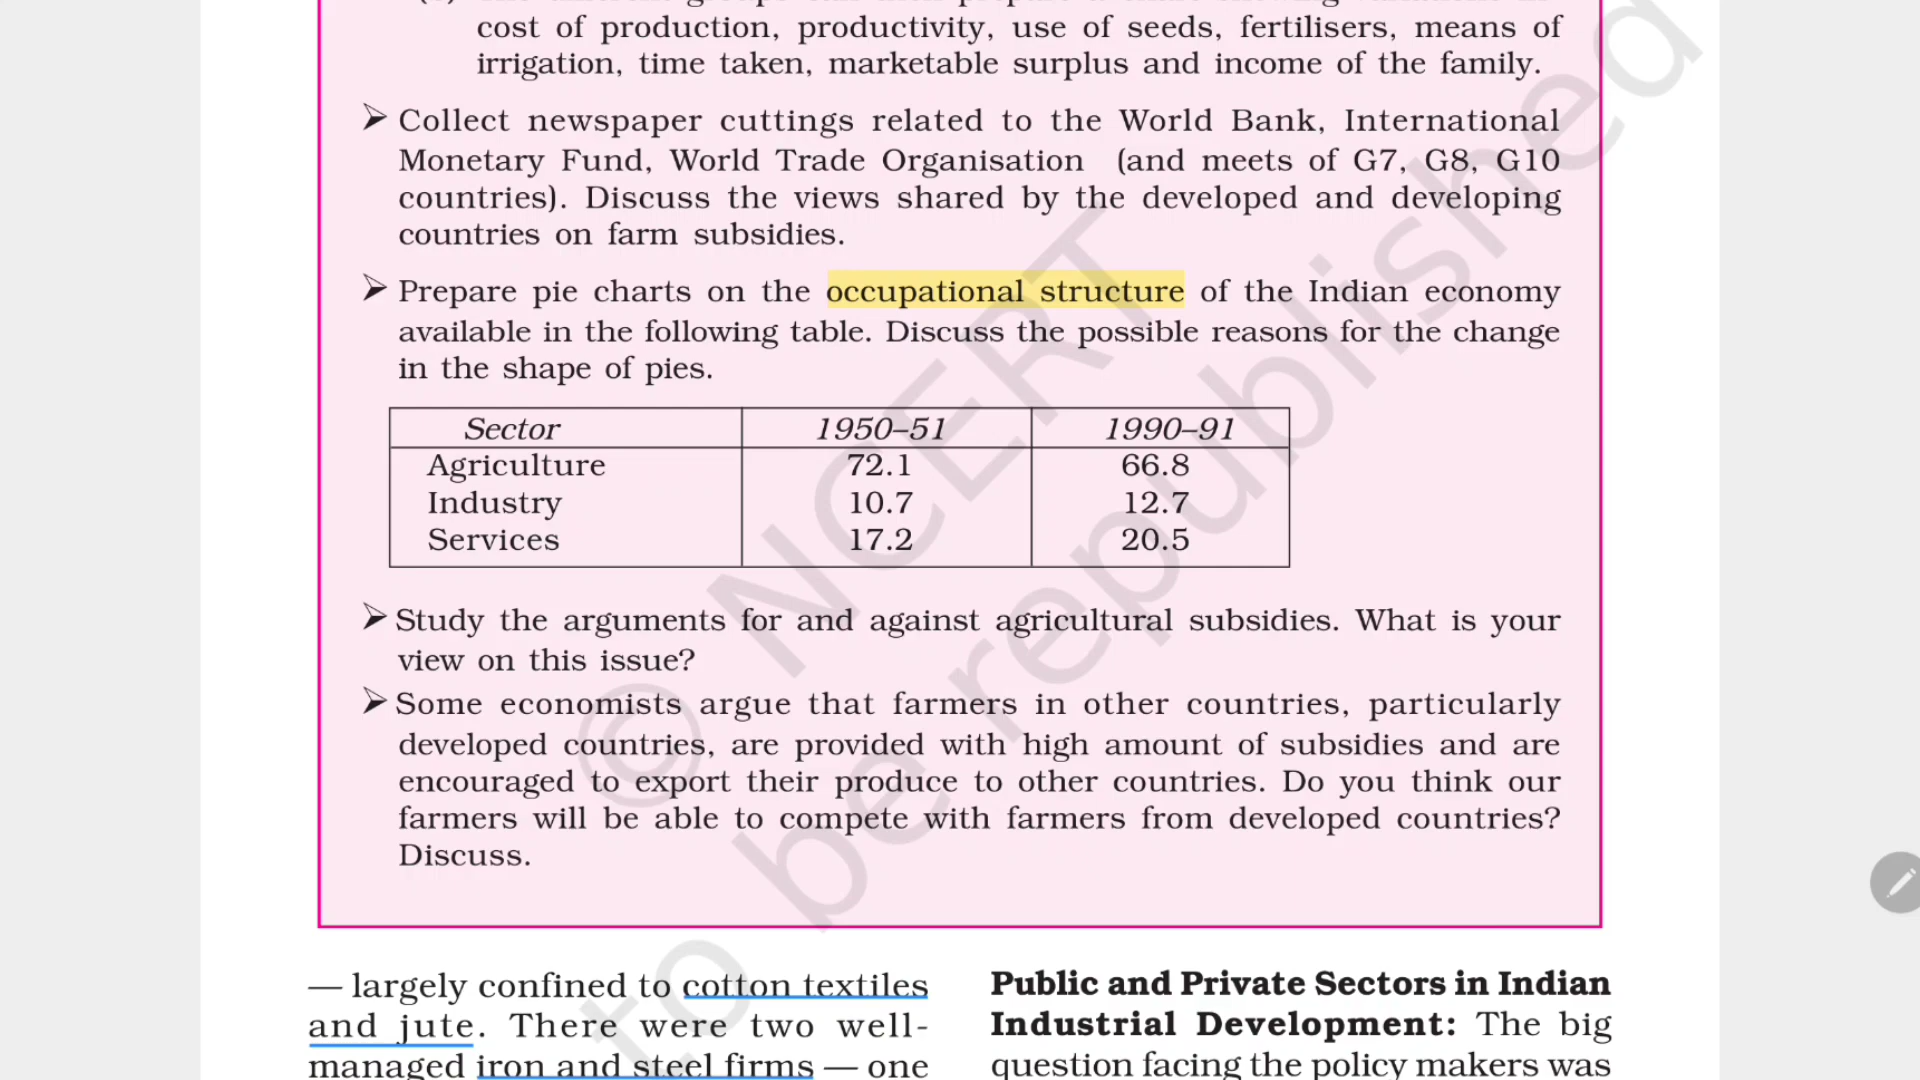 cost of production, productivity, use of seeds, fertilisers, means of
irrigation, time taken, marketable surplus and income of the family.
➢ Collect newspaper cuttings related to the World Bank, International
Monetary Fund, World Trade Organisation (and meets of G7, G8, G10
countries). Discuss the views shared by the developed and developing
countries on farm subsidies.
➢ Prepare pie charts on the occupational structure of the Indian economy
available in the following table. Discuss the possible reasons for the change
in the shape of pies.
Sector 1950–51 1990–91
Agriculture 72.1 66.8
Industry 10.7 12.7
Services 17.2 20.5
➢ Study the arguments for and against agricultural subsidies. What is your
view on this issue?
➢ Some economists argue that farmers in other countries, particularly
developed countries, are provided with high amount of subsidies and are
encouraged to export their produce to other countries. Do you think our
farmers will be able to compete with farmers from developed countries?
Discuss.
— largely confined to cotton textiles
and jute. There were two well-
managed iron and steel firms — one
Public and Private Sectors in Indian
Industrial Development: The big
question facing the policy makers was
© NCERT
to be republished